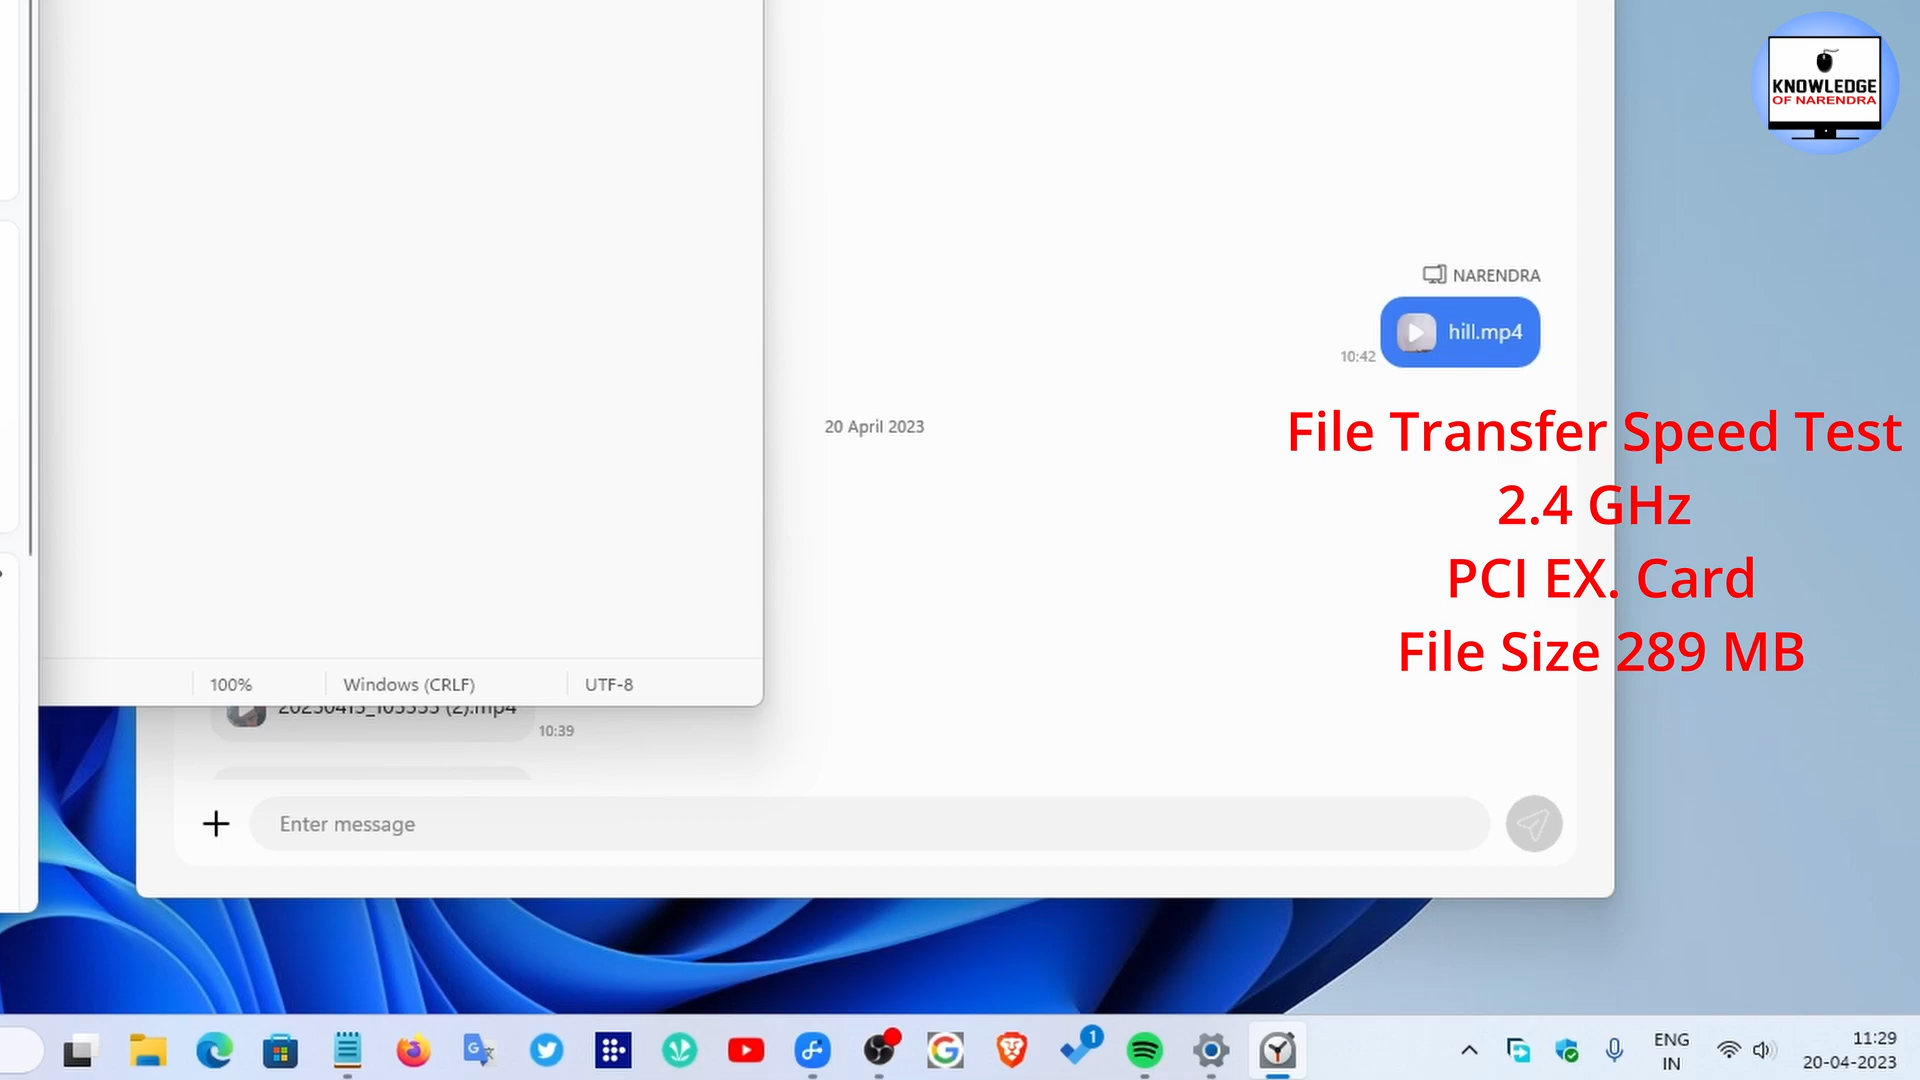 KNOWLEDGE
OF NARENDRA
NARENDRA
hill.mp4
10:42
20 April 2023
File Transfer Speed Test
2.4 GHz
PCI EX. Card
File Size 289 MB
100%
Windows (CRLF)
UTF-8
10:39
Enter message
1
ENG
IN
11:29
20-04-2023